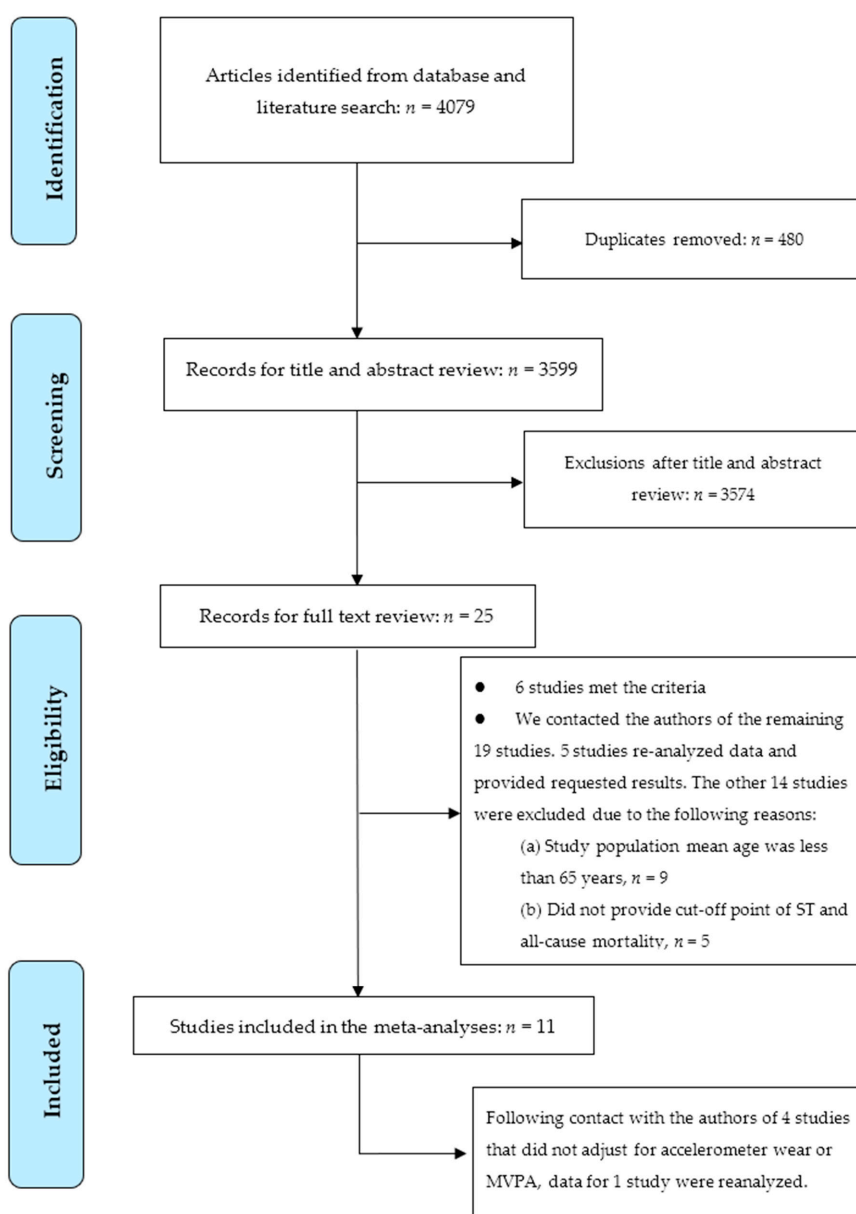 Identification
Articles identified from database and
literature search: n = 4079
Duplicates removed: n = 480
Screening
Records for title and abstract review: n = 3599
Exclusions after title and abstract
review: n = 3574
Eligibility
Records for full text review: n = 25
● 6 studies met the criteria
● We contacted the authors of the remaining
19 studies. 5 studies re-analyzed data and
provided requested results. The other 14 studies
were excluded due to the following reasons:
(a) Study population mean age was less
than 65 years, n = 9
(b) Did not provide cut-off point of ST and
all-cause mortality, n = 5
Included
Studies included in the meta-analyses: n = 11
Following contact with the authors of 4 studies
that did not adjust for accelerometer wear or
MVPA, data for 1 study were reanalyzed.